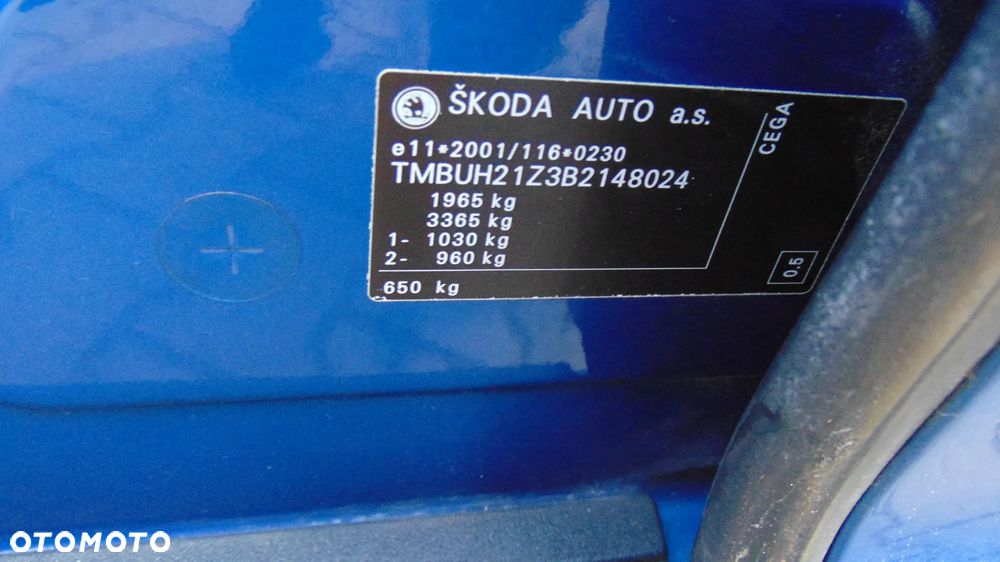 ŠKODA AUTO a.s.
e11*2001/116*0230
TMBUH21Z3B2148024
1965 kg
3365 kg
1- 1030 kg
2- 960 kg
650 kg
CEGA
0.5
OTOMOTO